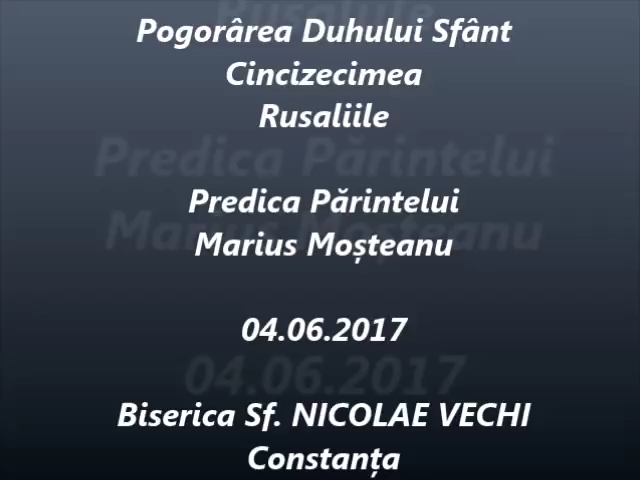 Pogorârea Duhului Sfânt
Cincizecimea
Rusaliile
Predica Părintelui
Marius Moșteanu
04.06.2017
Biserica Sf. NICOLAE VECHI
Constanța